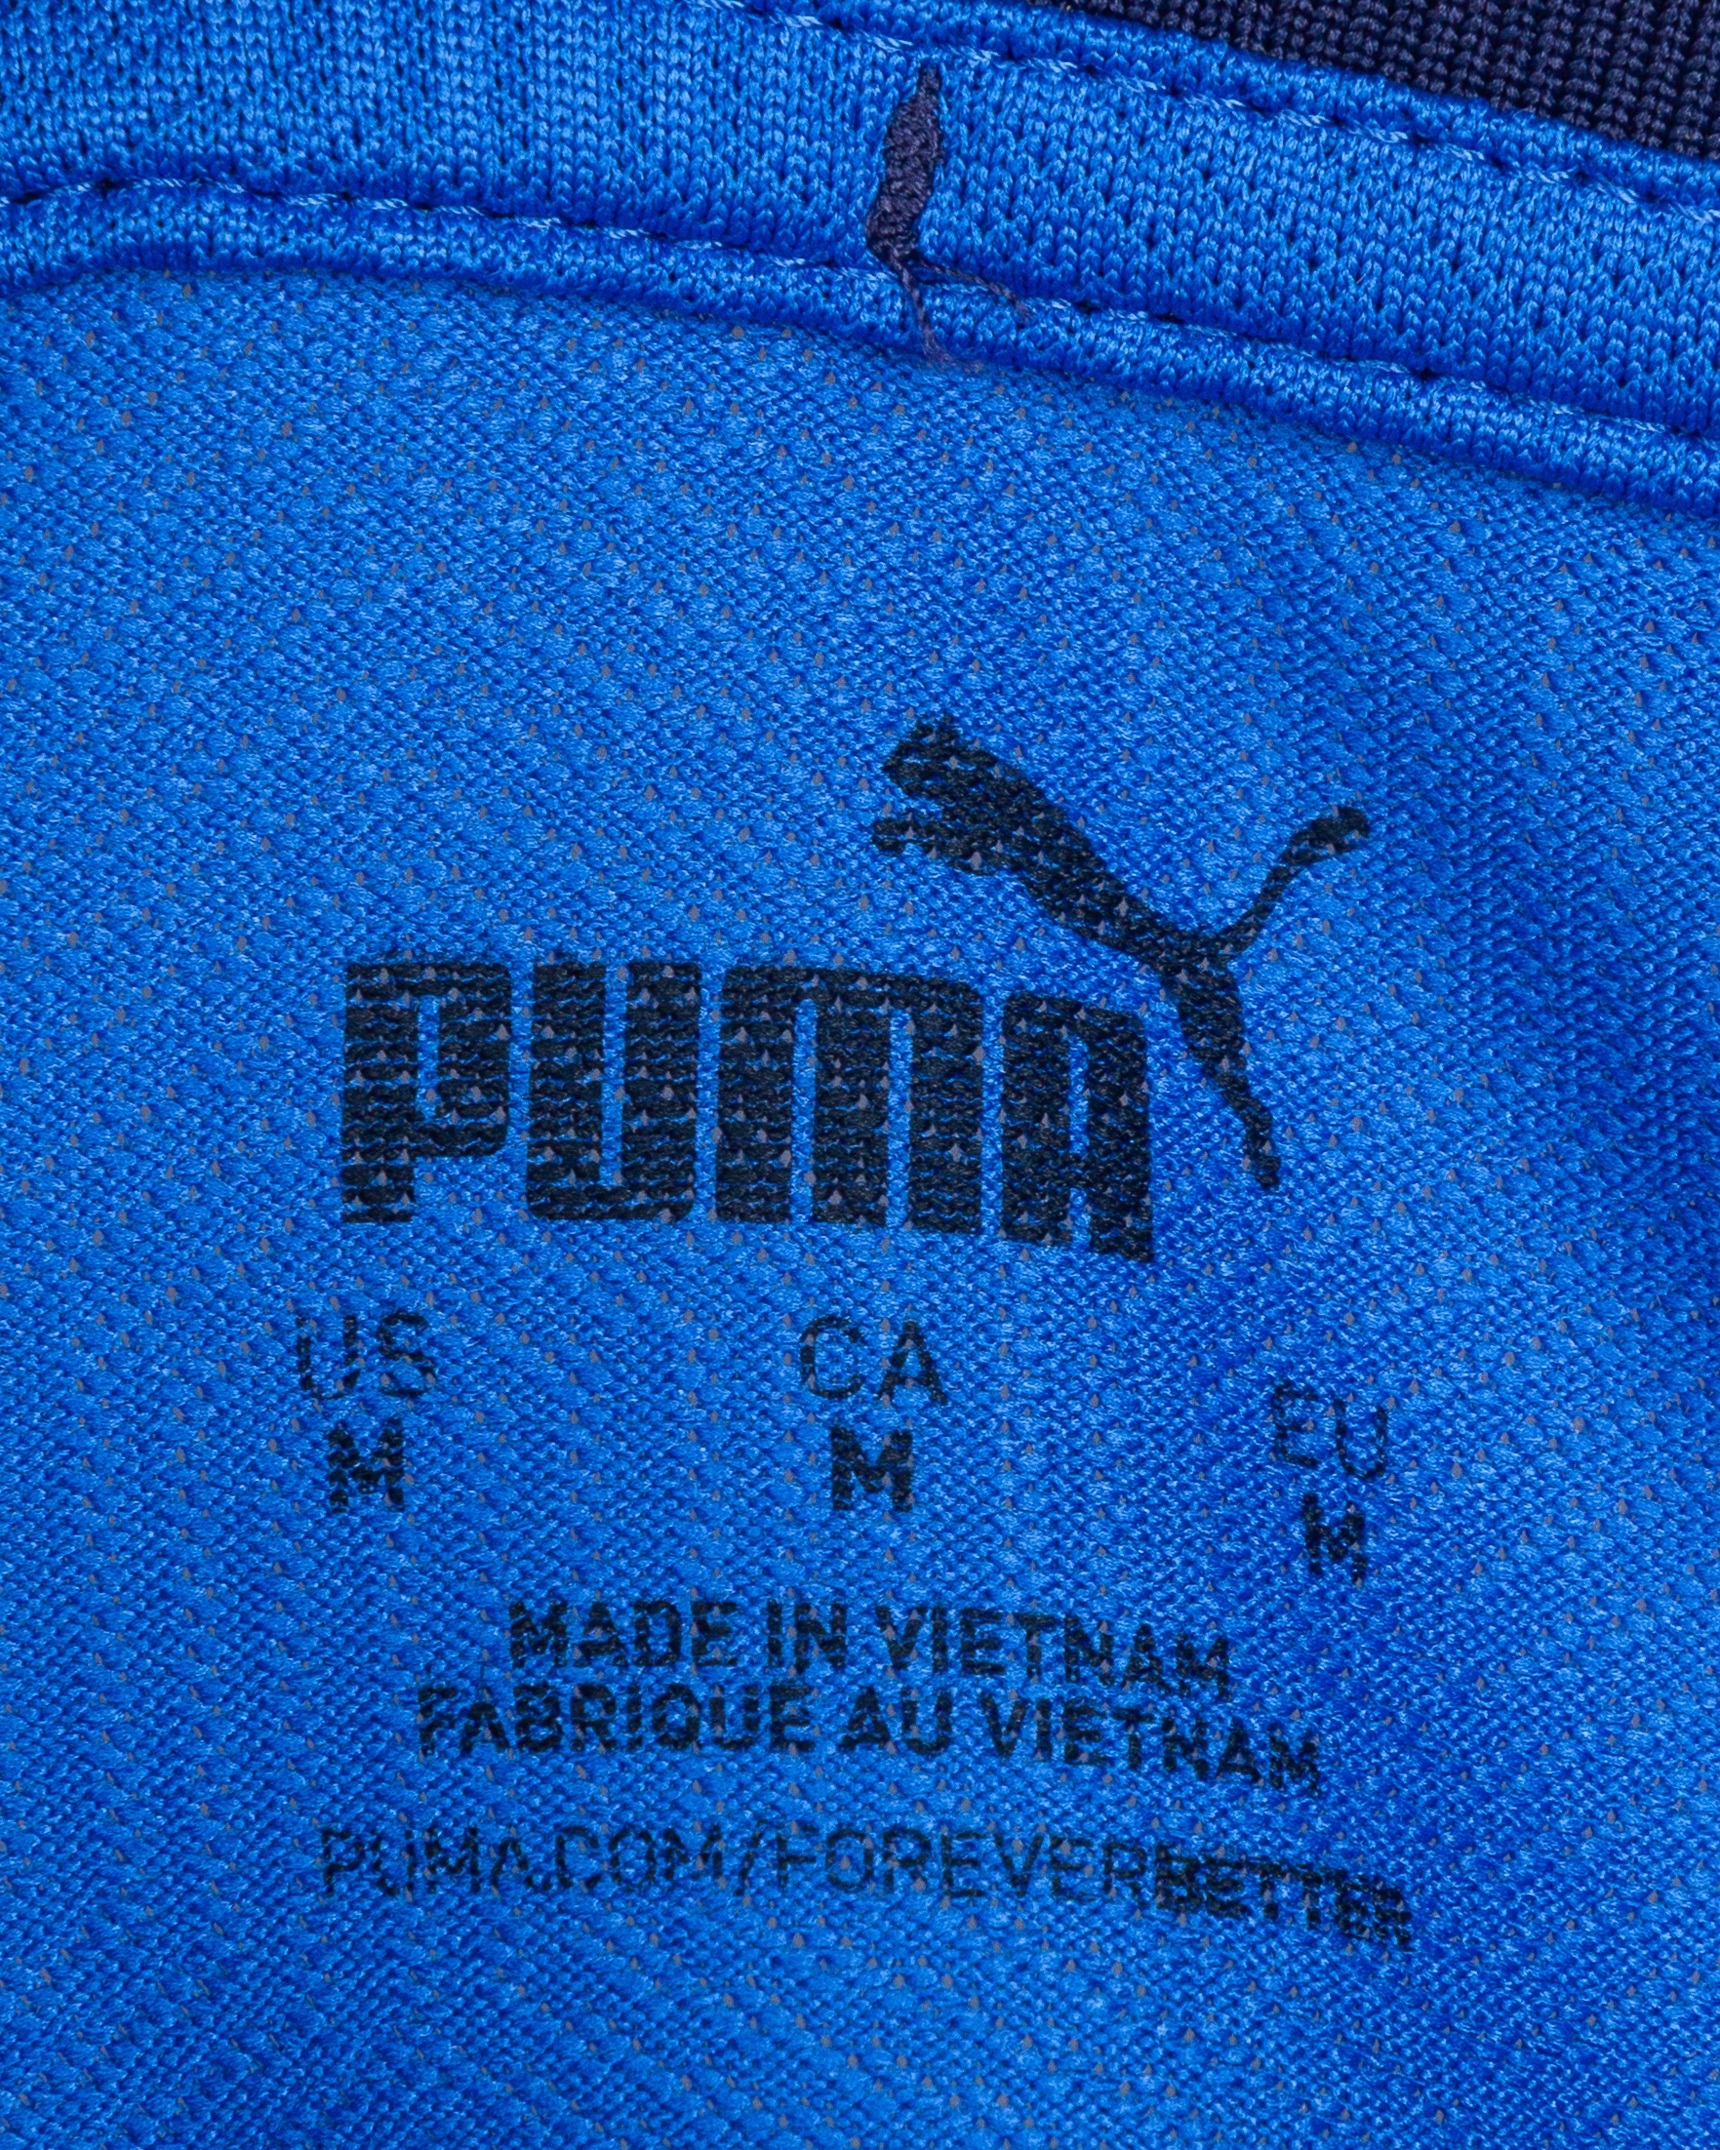 PUMA
US CA EU
M M M
MADE IN VIETNAM
FABRIQUE AU VIETNAM
PUMA.COM/FOREVERBETTER